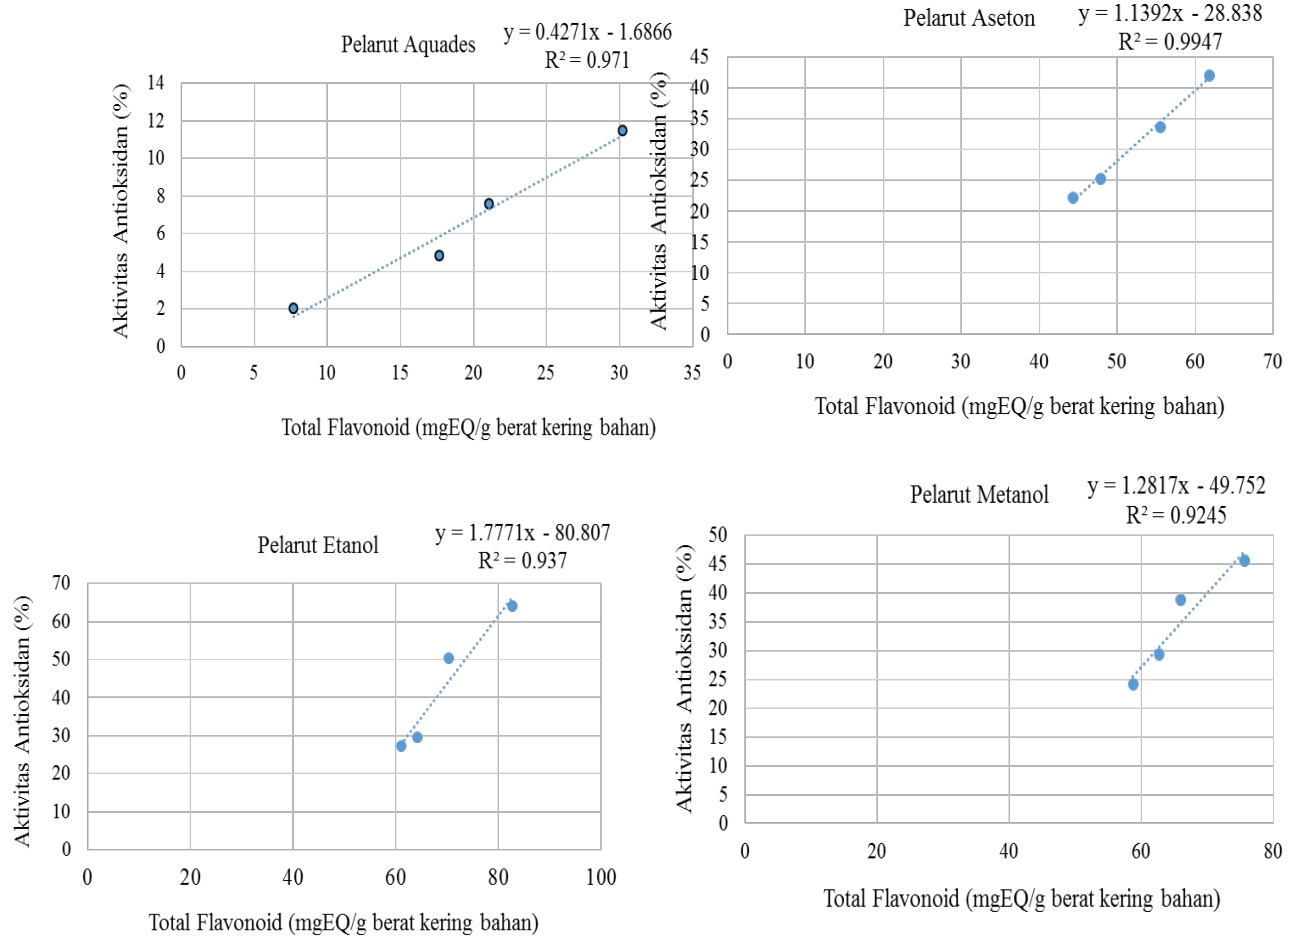 Pelarut Aquades
y = 0.4271x - 1.6866
R² = 0.971
Aktivitas Antioksidan (%)
14
12
10
8
6
4
2
0
0 5 10 15 20 25 30 35
Total Flavonoid (mgEQ/g berat kering bahan)
Pelarut Aseton
y = 1.1392x - 28.838
R² = 0.9947
Aktivitas Antioksidan (%)
45
40
35
30
25
20
15
10
5
0
0 10 20 30 40 50 60 70
Total Flavonoid (mgEQ/g berat kering bahan)
Pelarut Etanol
y = 1.7771x - 80.807
R² = 0.937
Aktivitas Antioksidan (%)
70
60
50
40
30
20
10
0
0 20 40 60 80 100
Total Flavonoid (mgEQ/g berat kering bahan)
Pelarut Metanol
y = 1.2817x - 49.752
R² = 0.9245
Aktivitas Antioksidan (%)
50
45
40
35
30
25
20
15
10
5
0
0 20 40 60 80
Total Flavonoid (mgEQ/g berat kering bahan)